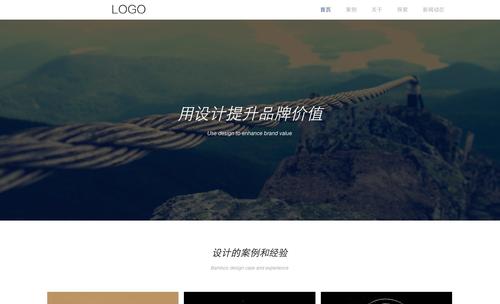 LOGO
首页 案例 关于 探索 新闻动态
用设计提升品牌价值
Use design to enhance brand value
设计的案例和经验
Bamboo design case and experience